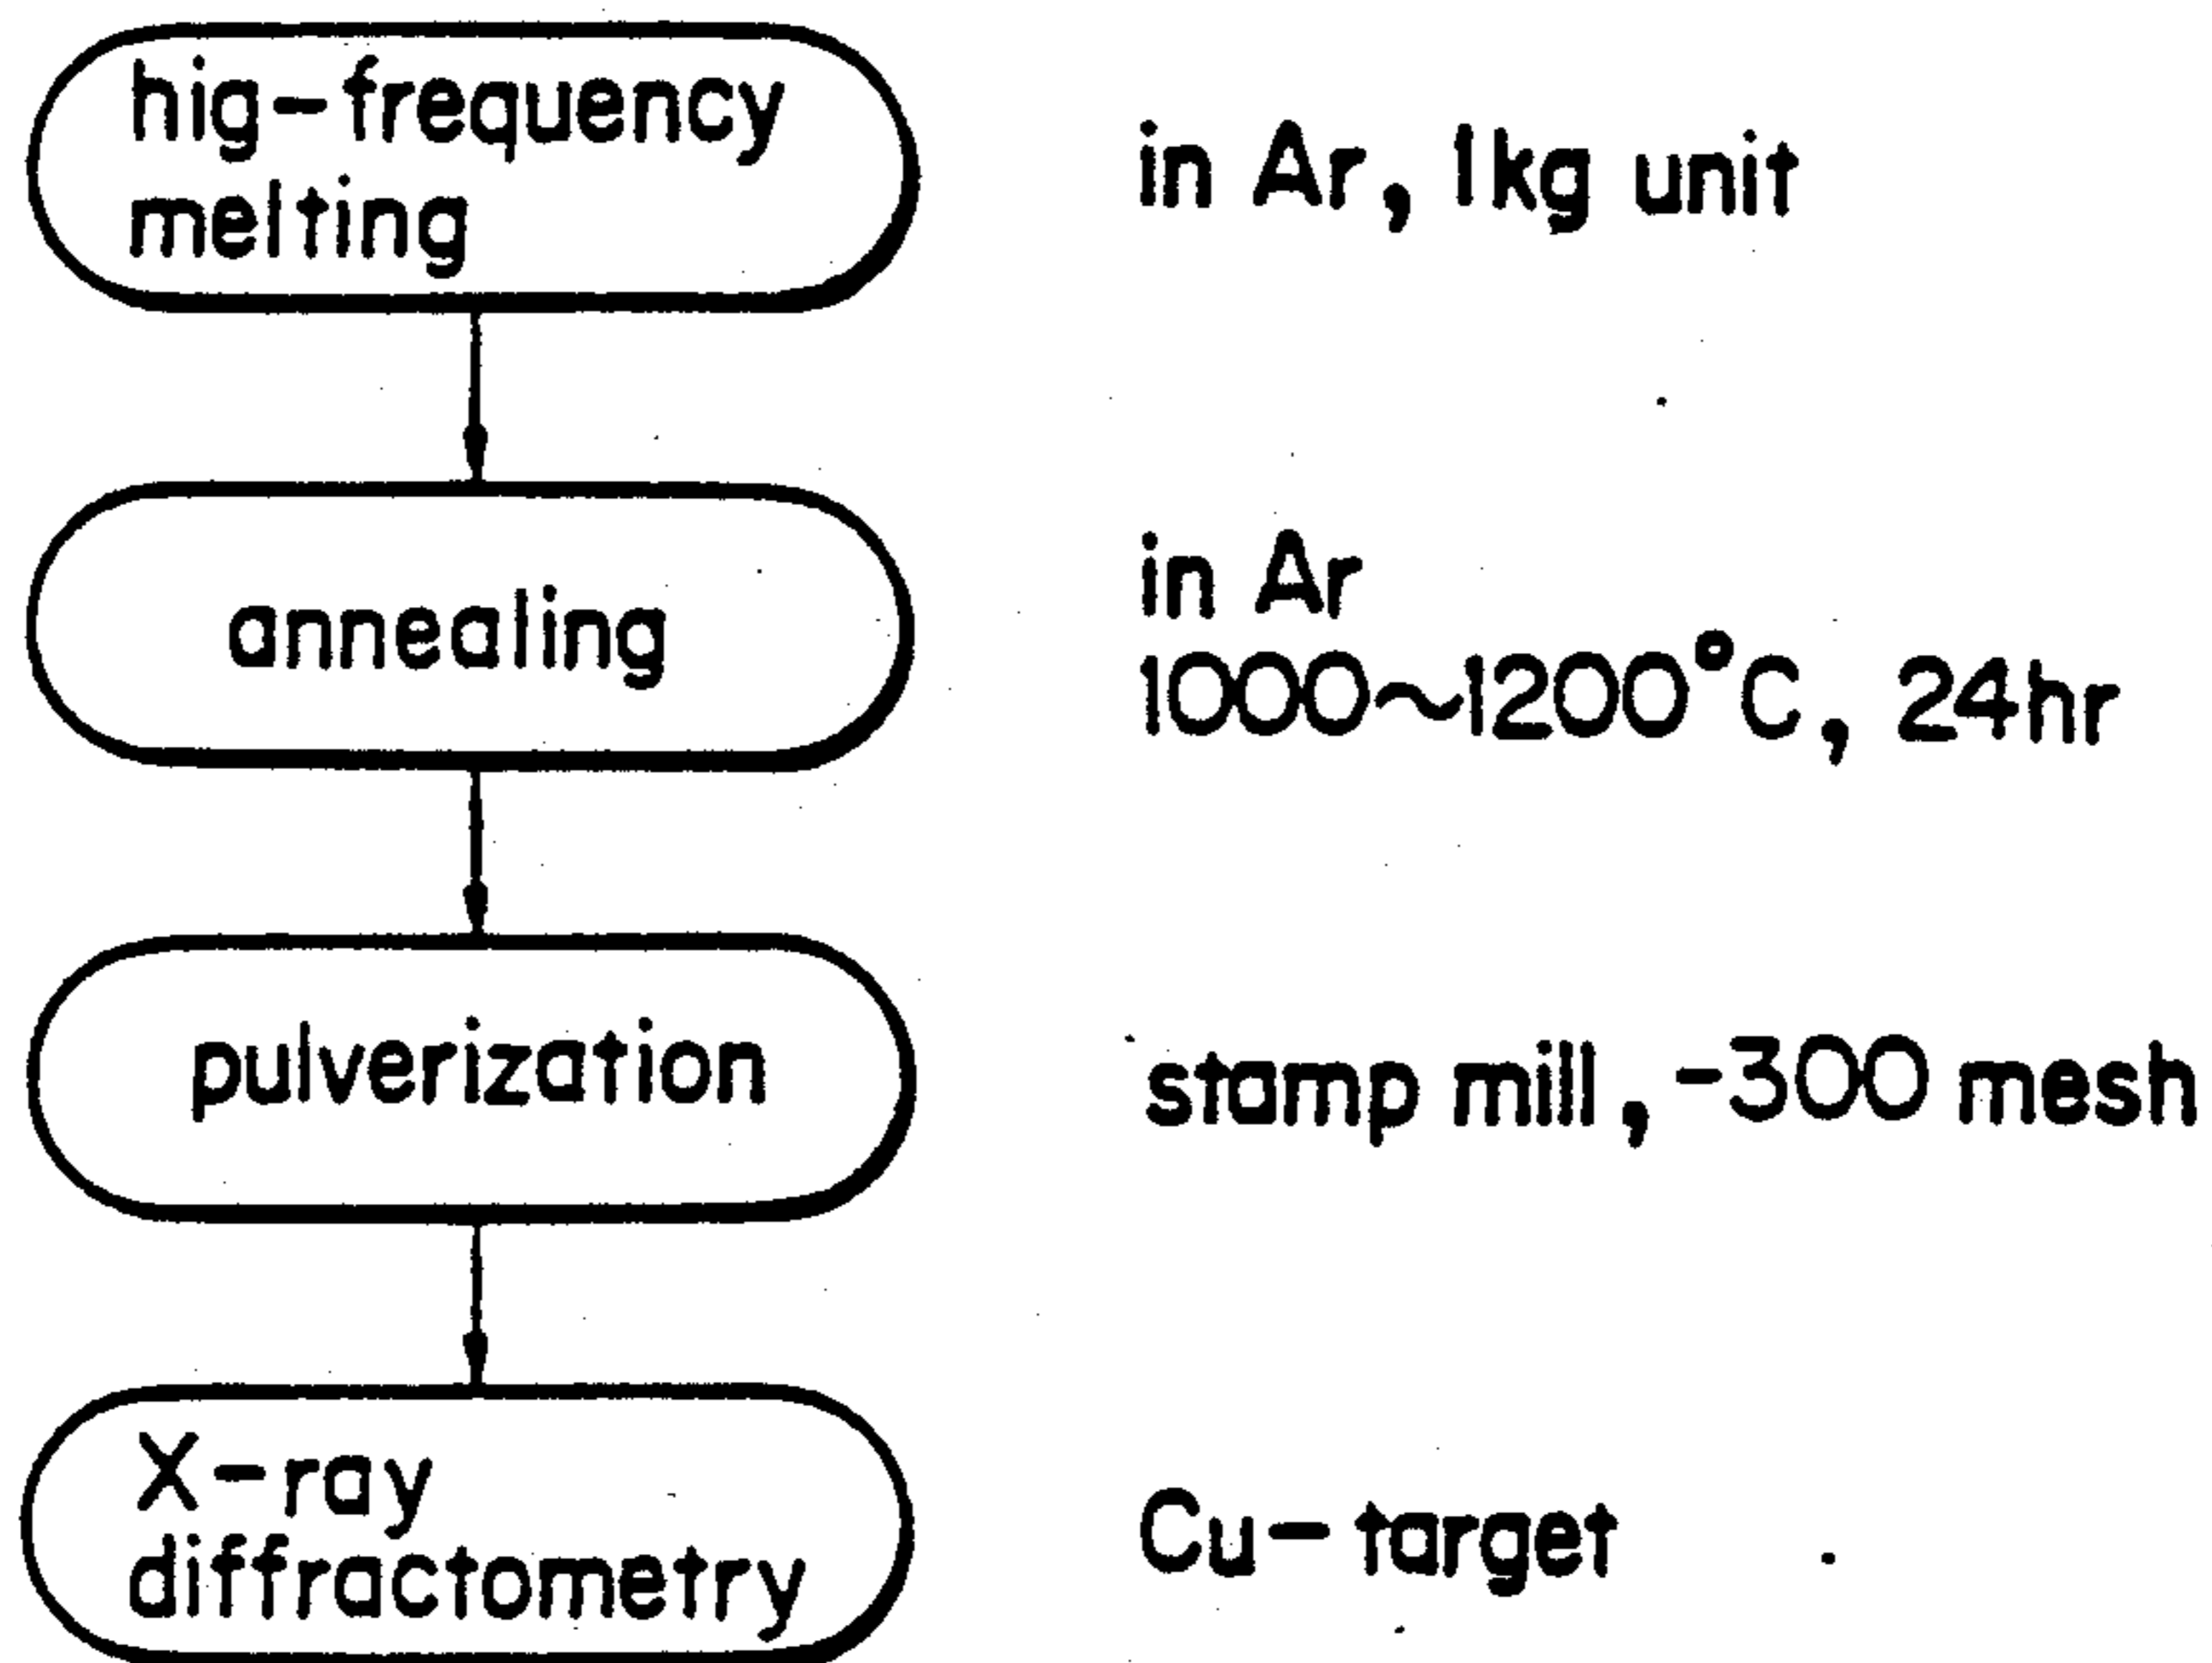 hig-frequency
melting
in Ar, 1kg unit
annealing
in Ar
1000~1200°C, 24hr
pulverization
stamp mill, -300 mesh
X-ray
diffractometry
Cu-target